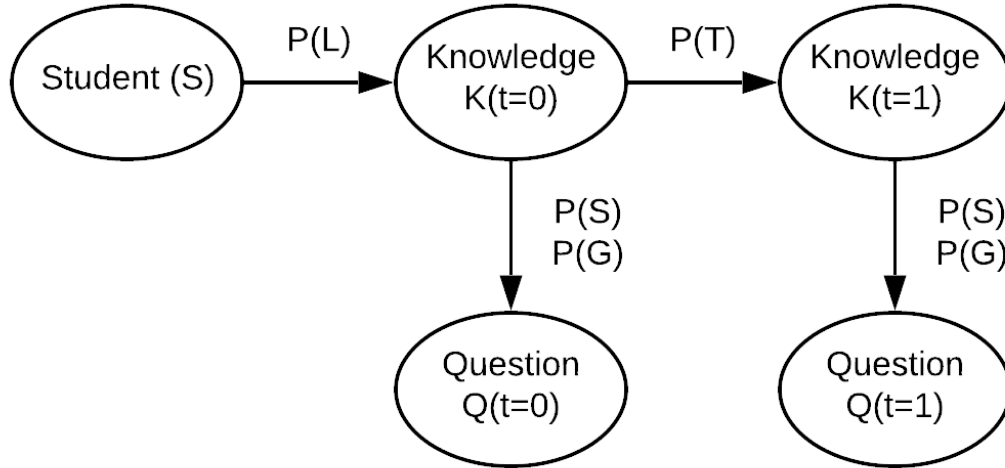 Student (S)
P(L)
Knowledge
K(t=0)
P(T)
Knowledge
K(t=1)
P(S)
P(G)
P(S)
P(G)
Question
Q(t=0)
Question
Q(t=1)